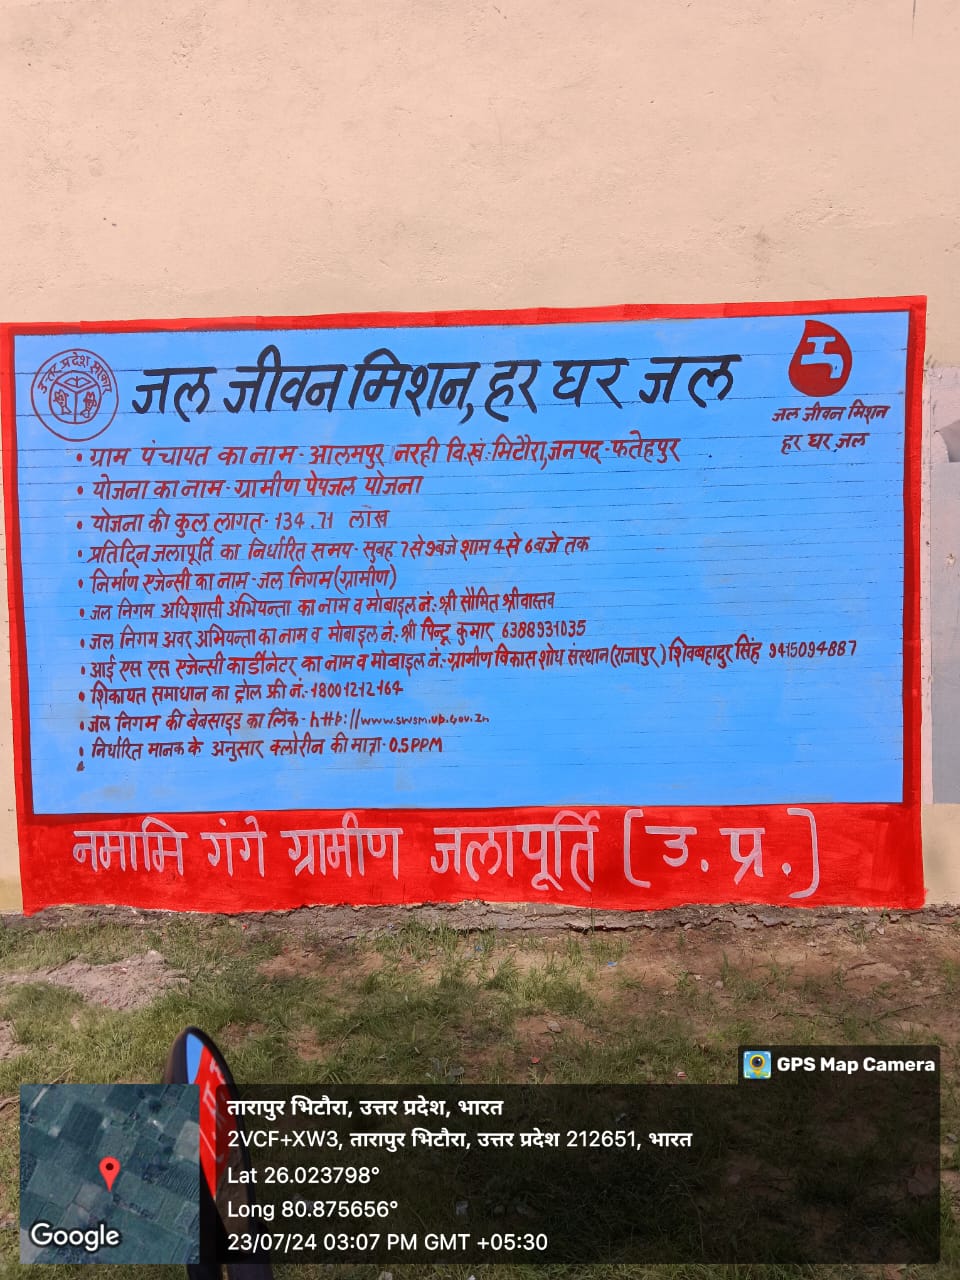 उत्तर प्रदेश सरकार
जल जीवन मिशन, हर घर जल
जल जीवन मिशन
हर घर जल
• ग्राम पंचायत का नाम- आलमपुर नरही वि.खं.-भिटौरा, जनपद-फतेहपुर
• योजना का नाम- ग्रामीण पेयजल योजना
• योजना की कुल लागत- 134.71 लाख
• प्रतिदिन जलापूर्ति का निर्धारित समय- सुबह 7 से 9 बजे शाम 4 से 6 बजे तक
• निर्माण एजेन्सी का नाम- जल निगम (ग्रामीण)
• जल निगम अधिशासी अभियन्ता का नाम व मोबाइल नं.: श्री सौमित श्रीवास्तव
• जल निगम अवर अभियन्ता का नाम व मोबाइल नं.: श्री पिन्टू कुमार 6388931035
• आई एस एस एजेन्सी कार्डीनेटर का नाम व मोबाइल नं.- ग्रामीण विकास शोध संस्थान (राजापुर) शिवबहादुर सिंह 9415094887
• शिकायत समाधान का ट्रोल फ्री नं.- 18001212164
• जल निगम की बेबसाइड का लिंक- http://www.swsm.up.gov.in
• निर्धारित मानक के अनुसार क्लोरीन की मात्रा- 0.5 PPM
नमामि गंगे ग्रामीण जलापूर्ति (उ. प्र.)
GPS Map Camera
तारापुर भिटौरा, उत्तर प्रदेश, भारत
2VCF+XW3, तारापुर भिटौरा, उत्तर प्रदेश 212651, भारत
Lat 26.023798°
Long 80.875656°
23/07/24 03:07 PM GMT +05:30
Google